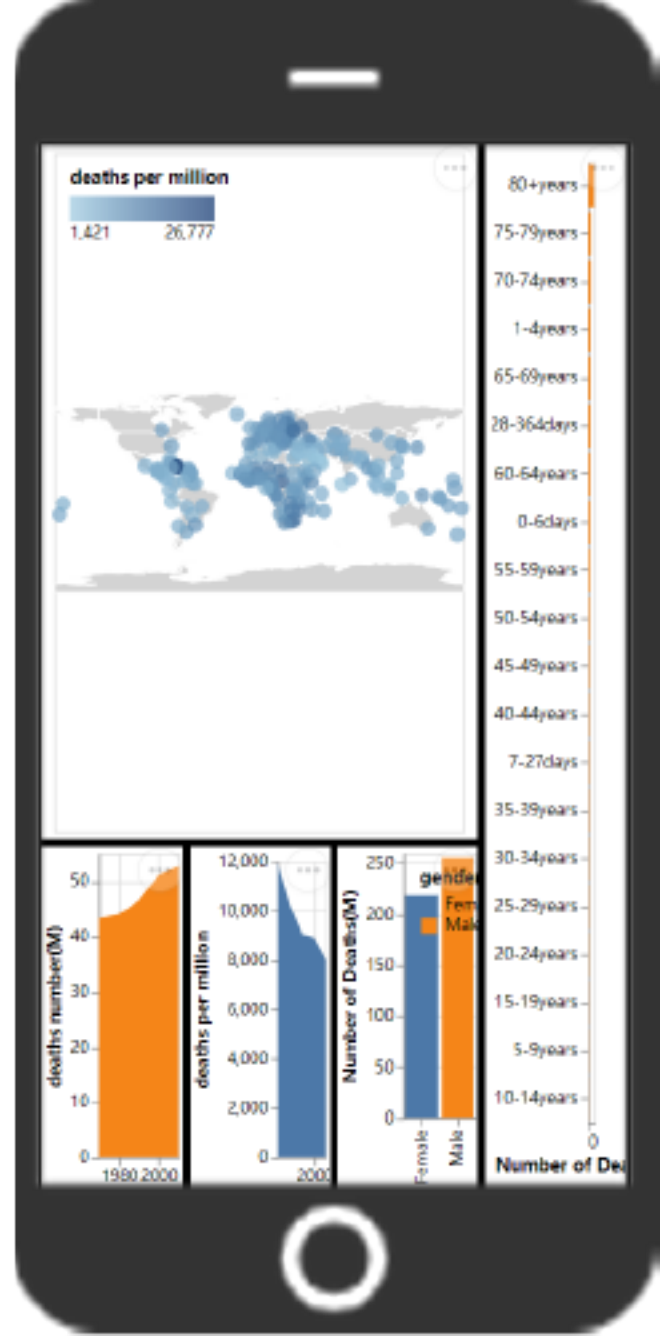 deaths per million
1,421 26,777
80+years
75-79years
70-74years
1-4years
65-69years
28-364days
60-64years
0-6days
55-59years
50-54years
45-49years
40-44years
7-27days
35-39years
30-34years
25-29years
20-24years
15-19years
5-9years
10-14years
0
Number of Dea
deaths number(M)
50
40
30
20
10
0
1980 2000
deaths per million
12,000
10,000
8,000
6,000
4,000
2,000
0
2000
Number of Deaths(M)
250
200
150
100
50
0
gender
Fem
Male
Female
Male